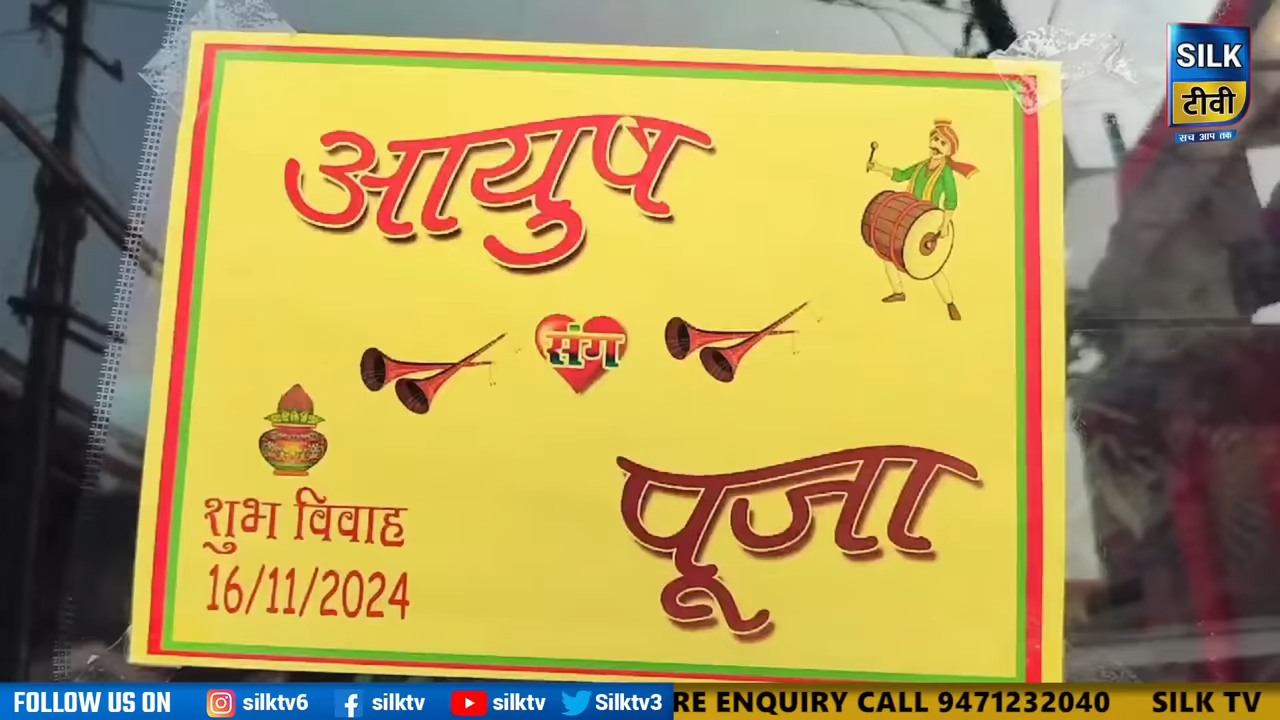 SILK
टीवी
सच आप तक
आयुष
संग
पूजा
शुभ विवाह
16/11/2024
FOLLOW US ON silktv6 silktv silktv Silktv3 RE ENQUIRY CALL 9471232040 SILK TV